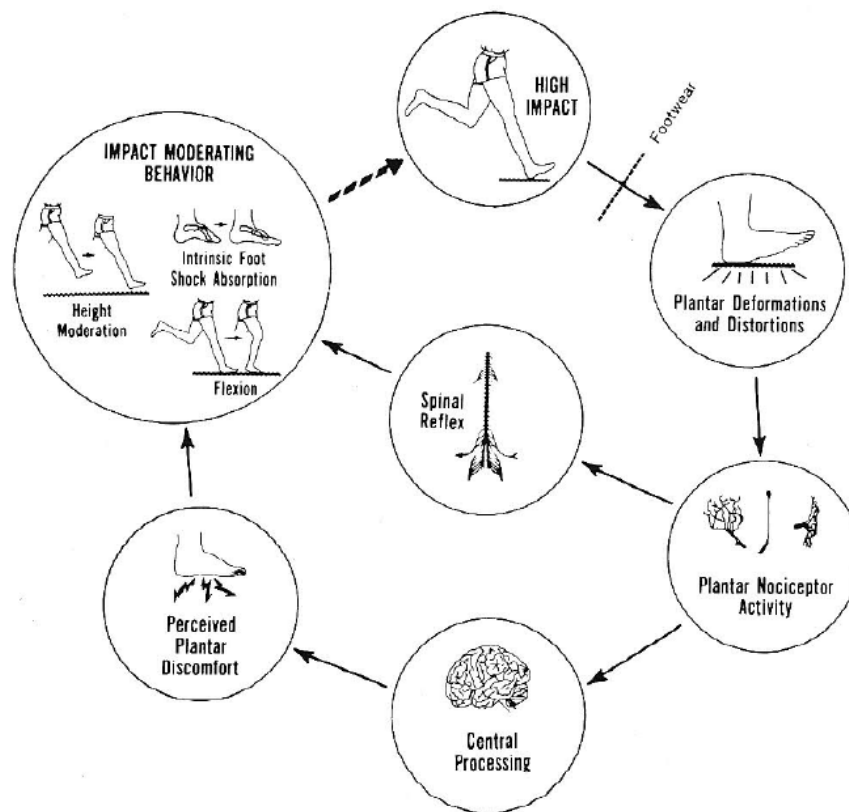 HIGH
IMPACT
Footwear
IMPACT MODERATING
BEHAVIOR
Intrinsic Foot
Shock Absorption
Height
Moderation
Flexion
Plantar Deformations
and Distortions
Spinal
Reflex
Plantar Nociceptor
Activity
Perceived
Plantar
Discomfort
Central
Processing